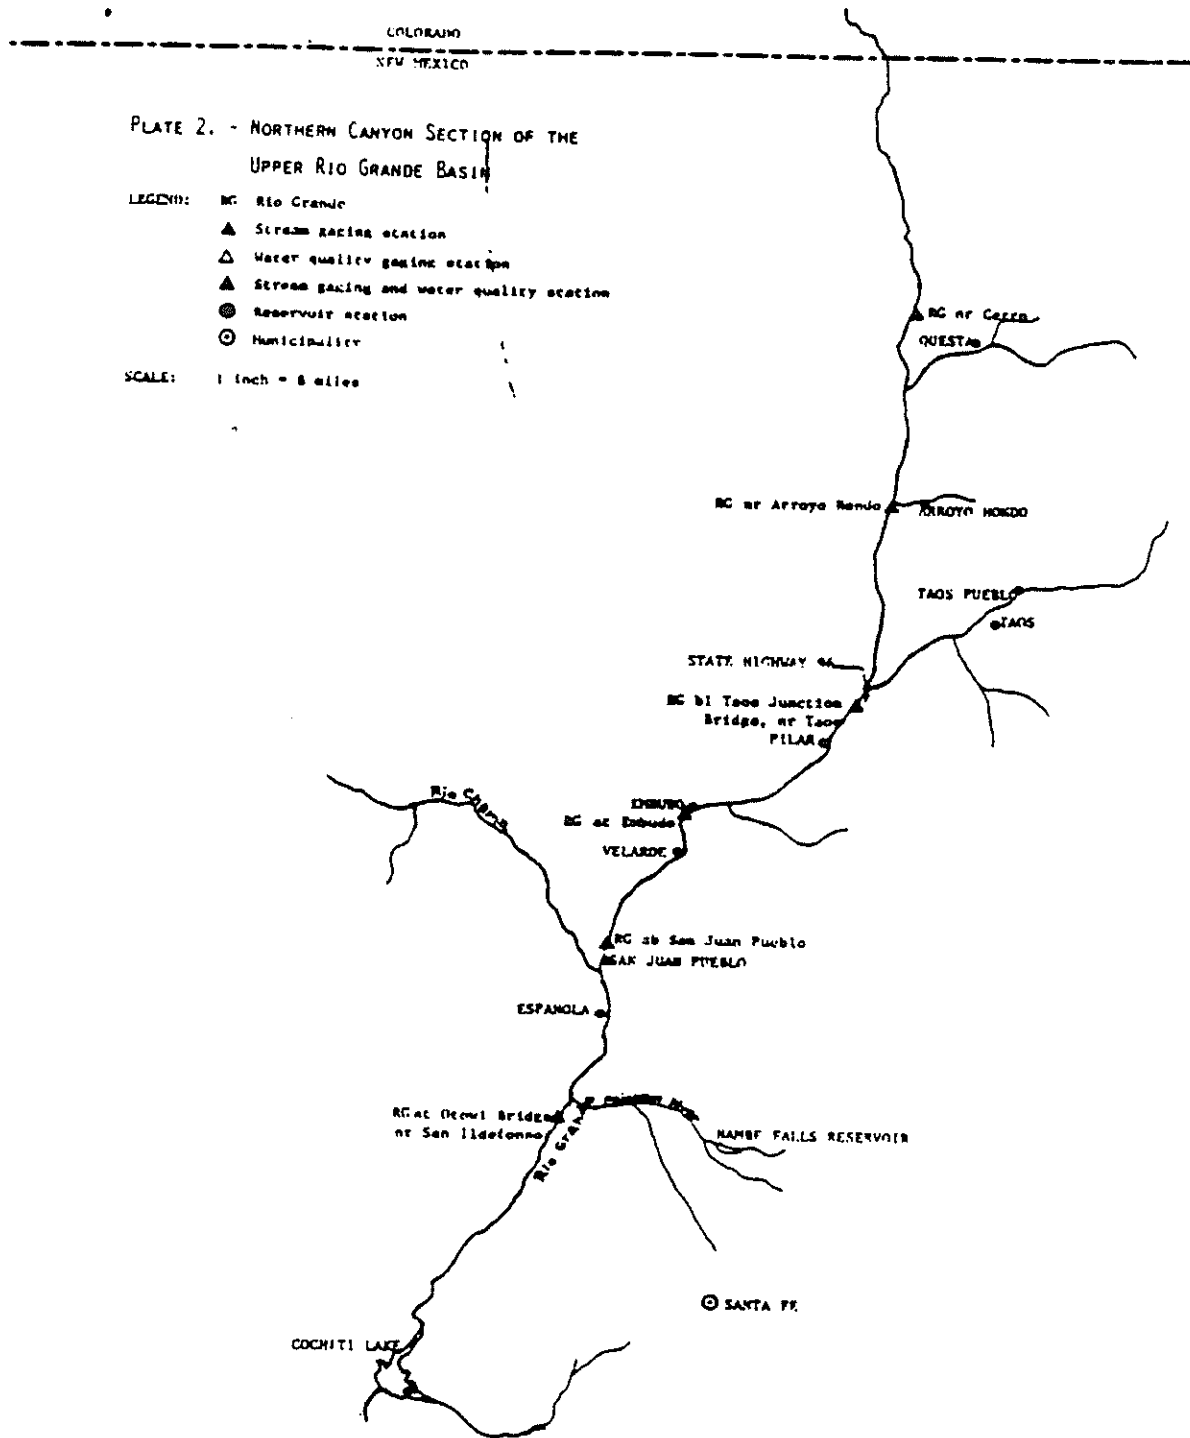 COLORADO
NEW MEXICO
PLATE 2. - NORTHERN CANYON SECTION OF THE
UPPER RIO GRANDE BASIN
LEGEND: RG Rio Grande
Stream gaging station
Water quality gaging station
Stream gaging and water quality station
Reservoir station
Municipality
SCALE: 1 inch = 8 miles
RG nr Cerro
QUESTA
RG nr Arroyo Hondo
ARROYO HONDO
TAOS PUEBLO
TAOS
STATE HIGHWAY
RG bl Taos Junction
Bridge, nr Taos
PILAR
Rio Chama
EMBUDO
RG at Embudo
VELARDE
RG ab San Juan Pueblo
SAN JUAN PUEBLO
ESPANOLA
RG at Otowi Bridge
nr San Ildefonso
Rio Grande
NAMBE FALLS RESERVOIR
SANTA FE
COCHITI LAKE